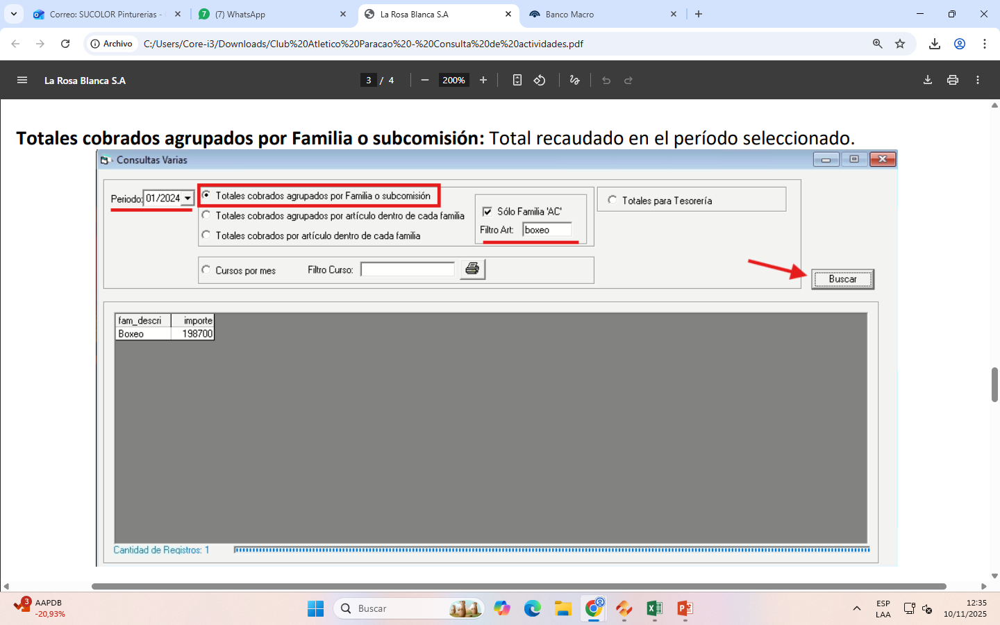 Correo: SUCOLOR Pinturerias -
(7) WhatsApp
La Rosa Blanca S.A
Banco Macro
Archivo
C:/Users/Core-i3/Downloads/Club%20Atletico%20Paracao%20-%20Consulta%20de%20actividades.pdf
La Rosa Blanca S.A
3 / 4
200%
Totales cobrados agrupados por Familia o subcomisión: Total recaudado en el período seleccionado.
Consultas Varias
Periodo: 01/2024
Totales cobrados agrupados por Familia o subcomisión
Totales cobrados agrupados por artículo dentro de cada familia
Totales cobrados por artículo dentro de cada familia
Sólo Familia 'AC'
Filtro Art: boxeo
Totales para Tesorería
Cursos por mes
Filtro Curso:
Buscar
fam_descri importe
Boxeo 198700
Cantidad de Registros: 1
3
AAPDB
-20,93%
Buscar
ESP
LAA
12:35
10/11/2025